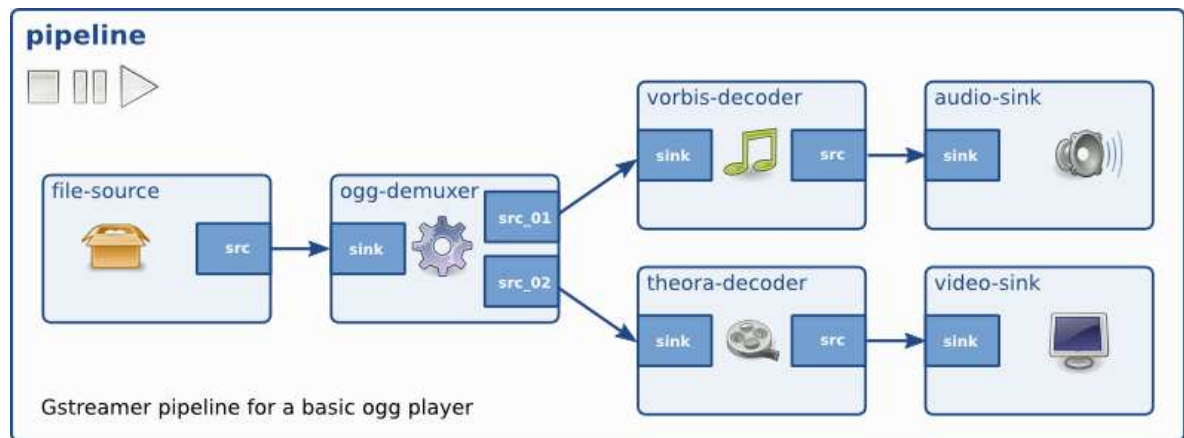 pipeline
file-source
src
ogg-demuxer
sink
src_01
src_02
vorbis-decoder
sink
src
audio-sink
sink
theora-decoder
sink
src
video-sink
sink
Gstreamer pipeline for a basic ogg player